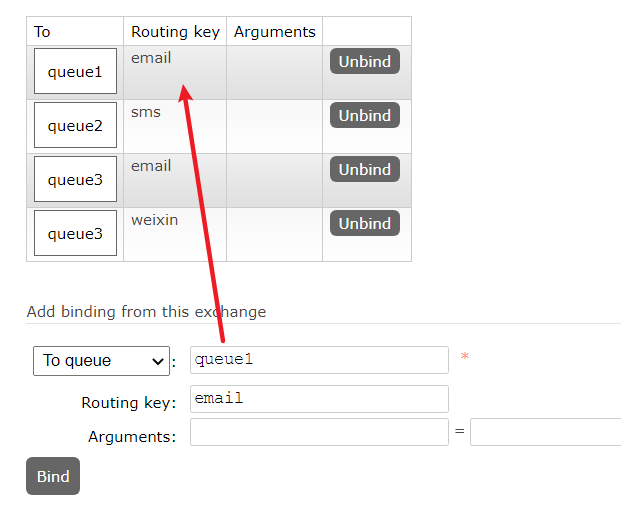 To Routing key Arguments
queue1 email Unbind
queue2 sms Unbind
queue3 email Unbind
queue3 weixin Unbind
Add binding from this exchange
To queue : queue1 *
Routing key: email
Arguments: =
Bind